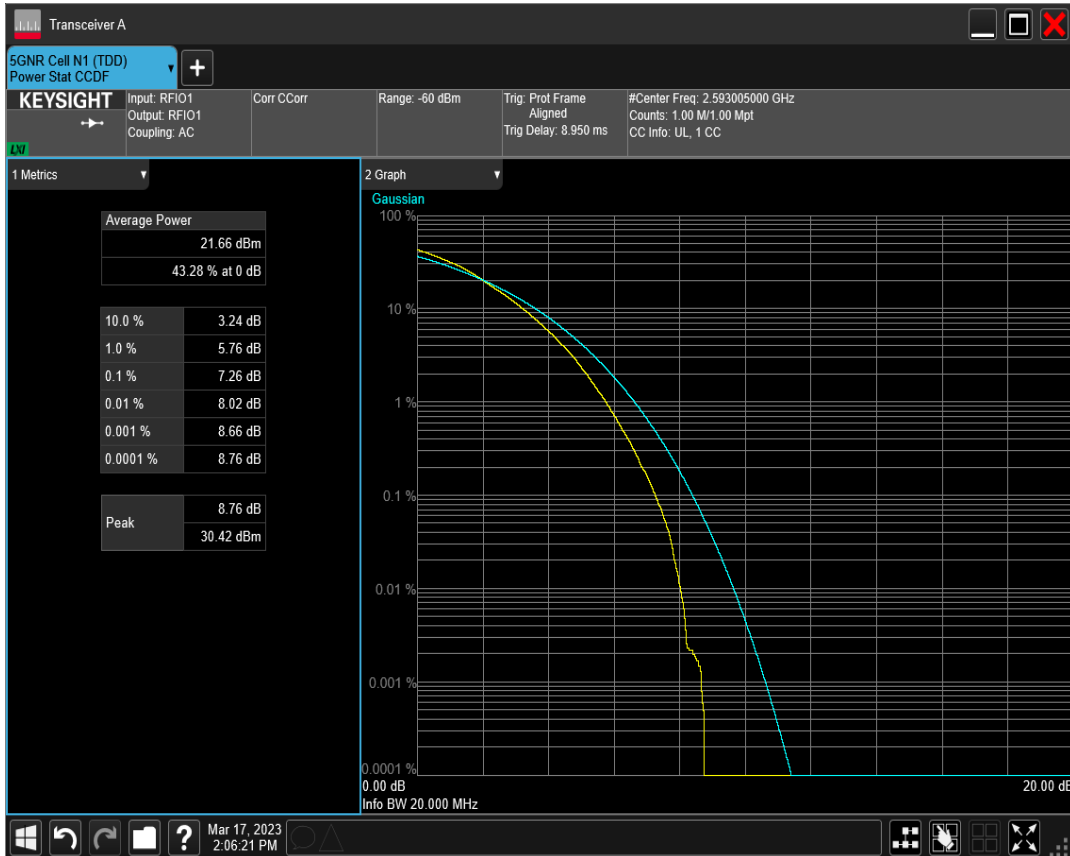 Transceiver A
5GNR Cell N1 (TDD)
Power Stat CCDF
+
KEYSIGHT
LXI
Input: RFIO1
Output: RFIO1
Coupling: AC
Corr CCorr
Range: -60 dBm
Trig: Prot Frame
Aligned
Trig Delay: 8.950 ms
#Center Freq: 2.593005000 GHz
Counts: 1.00 M/1.00 Mpt
CC Info: UL, 1 CC
1 Metrics
Average Power
21.66 dBm
43.28 % at 0 dB
10.0 % 3.24 dB
1.0 % 5.76 dB
0.1 % 7.26 dB
0.01 % 8.02 dB
0.001 % 8.66 dB
0.0001 % 8.76 dB
Peak
8.76 dB
30.42 dBm
2 Graph
Gaussian
100 %
10 %
1 %
0.1 %
0.01 %
0.001 %
0.0001 %
0.00 dB 20.00 dB
Info BW 20.000 MHz
?
Mar 17, 2023
2:06:21 PM